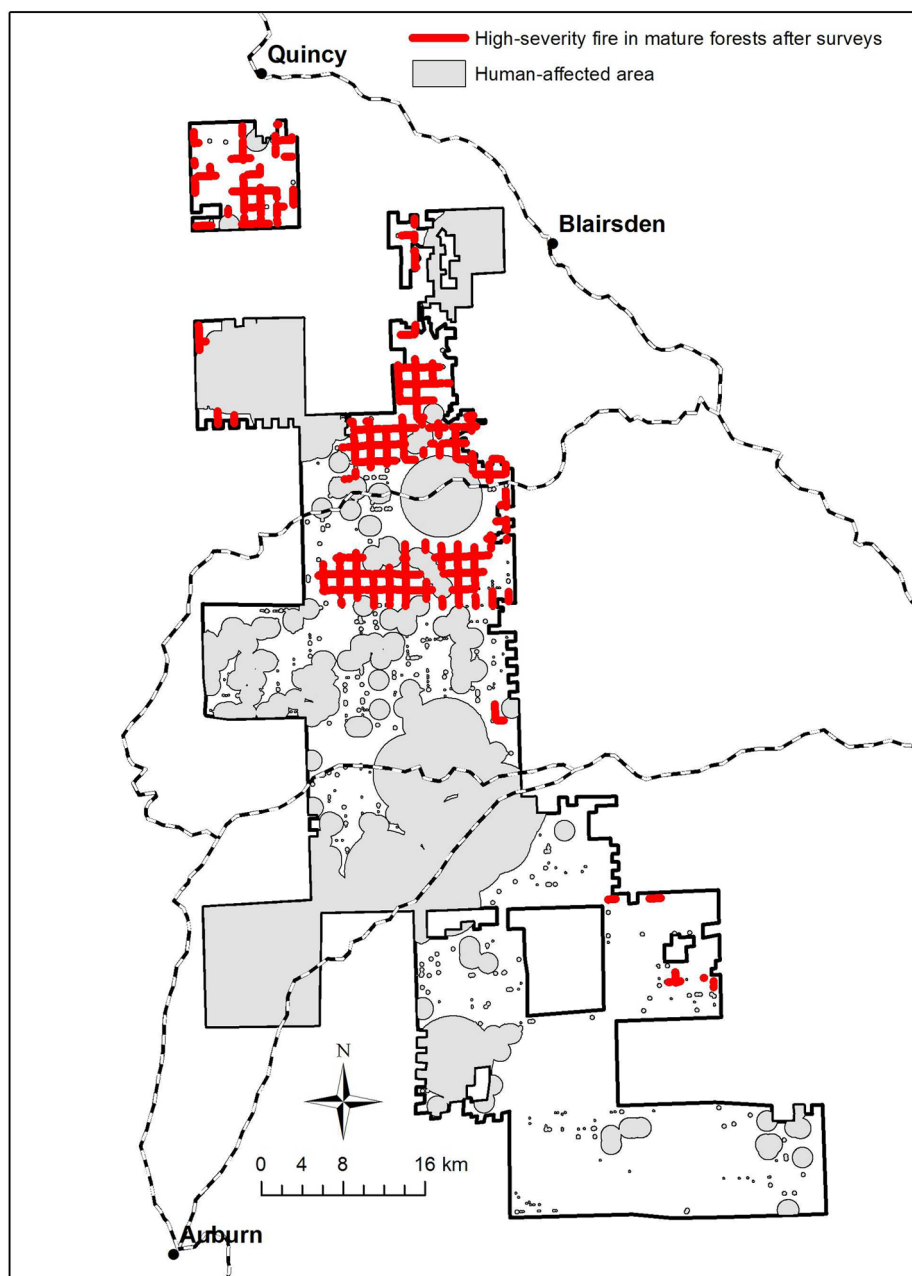 Quincy
High-severity fire in mature forests after surveys
Human-affected area
Blairsden
N
0 4 8 16 km
Auburn